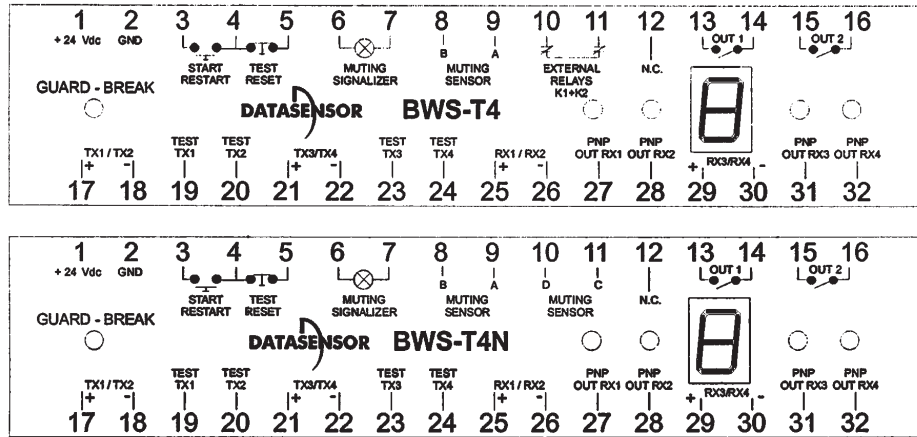 1 2 3 4 5 6 7 8 9 10 11 12 13 14 15 16
+ 24 Vdc GND B A OUT 1 OUT 2
START RESTART TEST RESET MUTING SIGNALIZER MUTING SENSOR EXTERNAL RELAYS K1+K2 N.C.
GUARD - BREAK
DATASENSOR BWS-T4 8
TX1 / TX2 TEST TX1 TEST TX2 TX3/TX4 TEST TX3 TEST TX4 RX1 / RX2 PNP OUT RX1 PNP OUT RX2 RX3/RX4 PNP OUT RX3 PNP OUT RX4
+ - + - + - + -
17 18 19 20 21 22 23 24 25 26 27 28 29 30 31 32
1 2 3 4 5 6 7 8 9 10 11 12 13 14 15 16
+ 24 Vdc GND B A D C OUT 1 OUT 2
START RESTART TEST RESET MUTING SIGNALIZER MUTING SENSOR MUTING SENSOR N.C.
GUARD - BREAK
DATASENSOR BWS-T4N 8
TX1 / TX2 TEST TX1 TEST TX2 TX3/TX4 TEST TX3 TEST TX4 RX1 / RX2 PNP OUT RX1 PNP OUT RX2 RX3/RX4 PNP OUT RX3 PNP OUT RX4
+ - + - + - + -
17 18 19 20 21 22 23 24 25 26 27 28 29 30 31 32